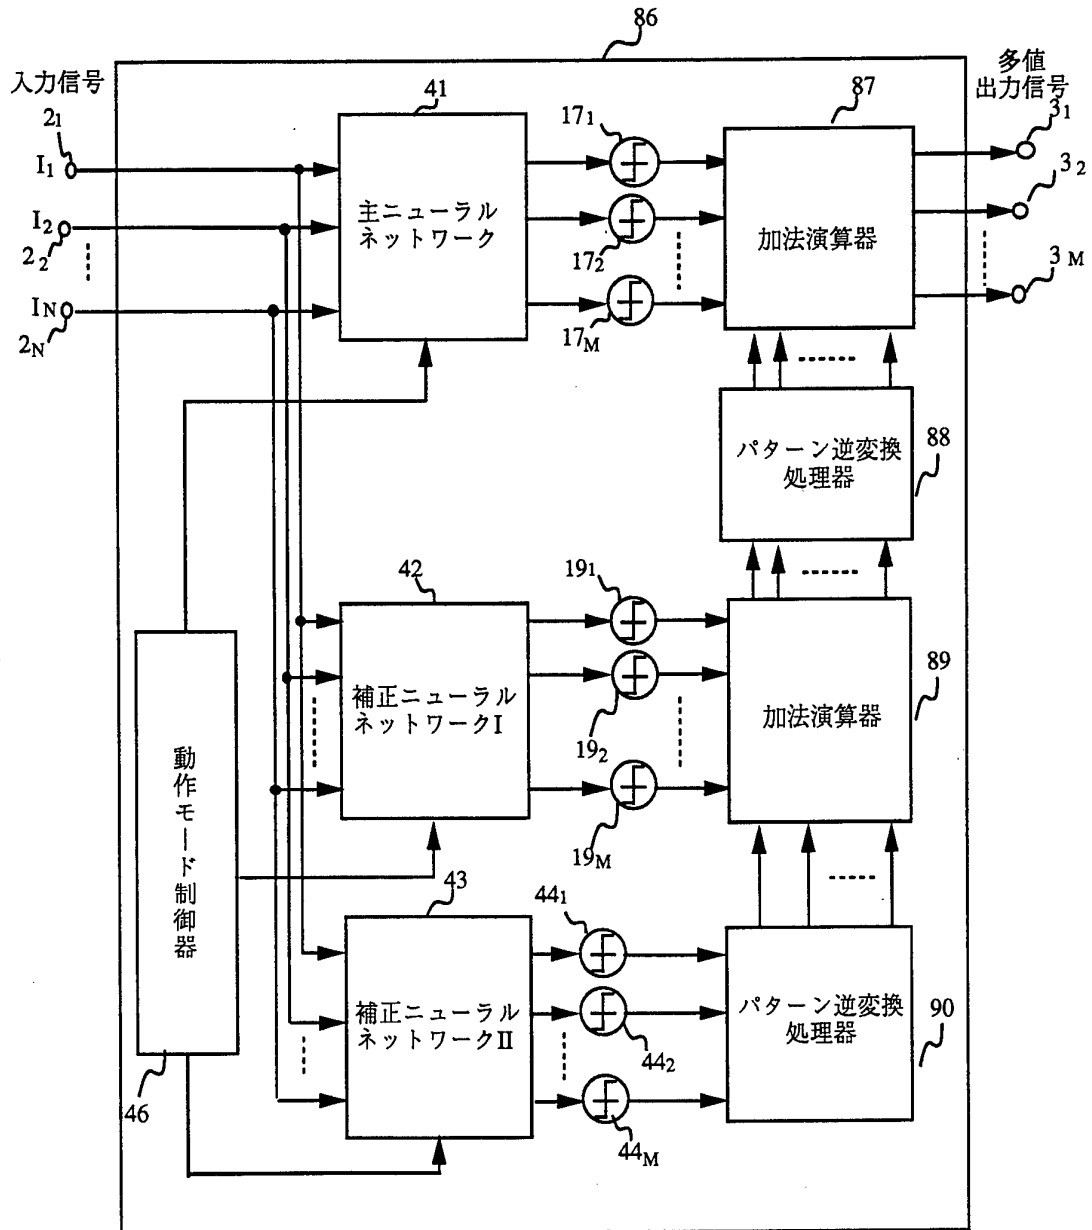 86
入力信号
多値
出力信号
2₁
41
17₁
87
3₁
I₁
3₂
I₂
主ニューラル
ネットワーク
加法演算器
2₂
17₂
3M
IN
2N
17M
パターン逆変換
処理器
88
42
19₁
補正ニューラル
ネットワークI
加法演算器
89
19₂
動作モード制御器
19M
43
44₁
補正ニューラル
ネットワークⅡ
パターン逆変換
処理器
90
44₂
46
44M